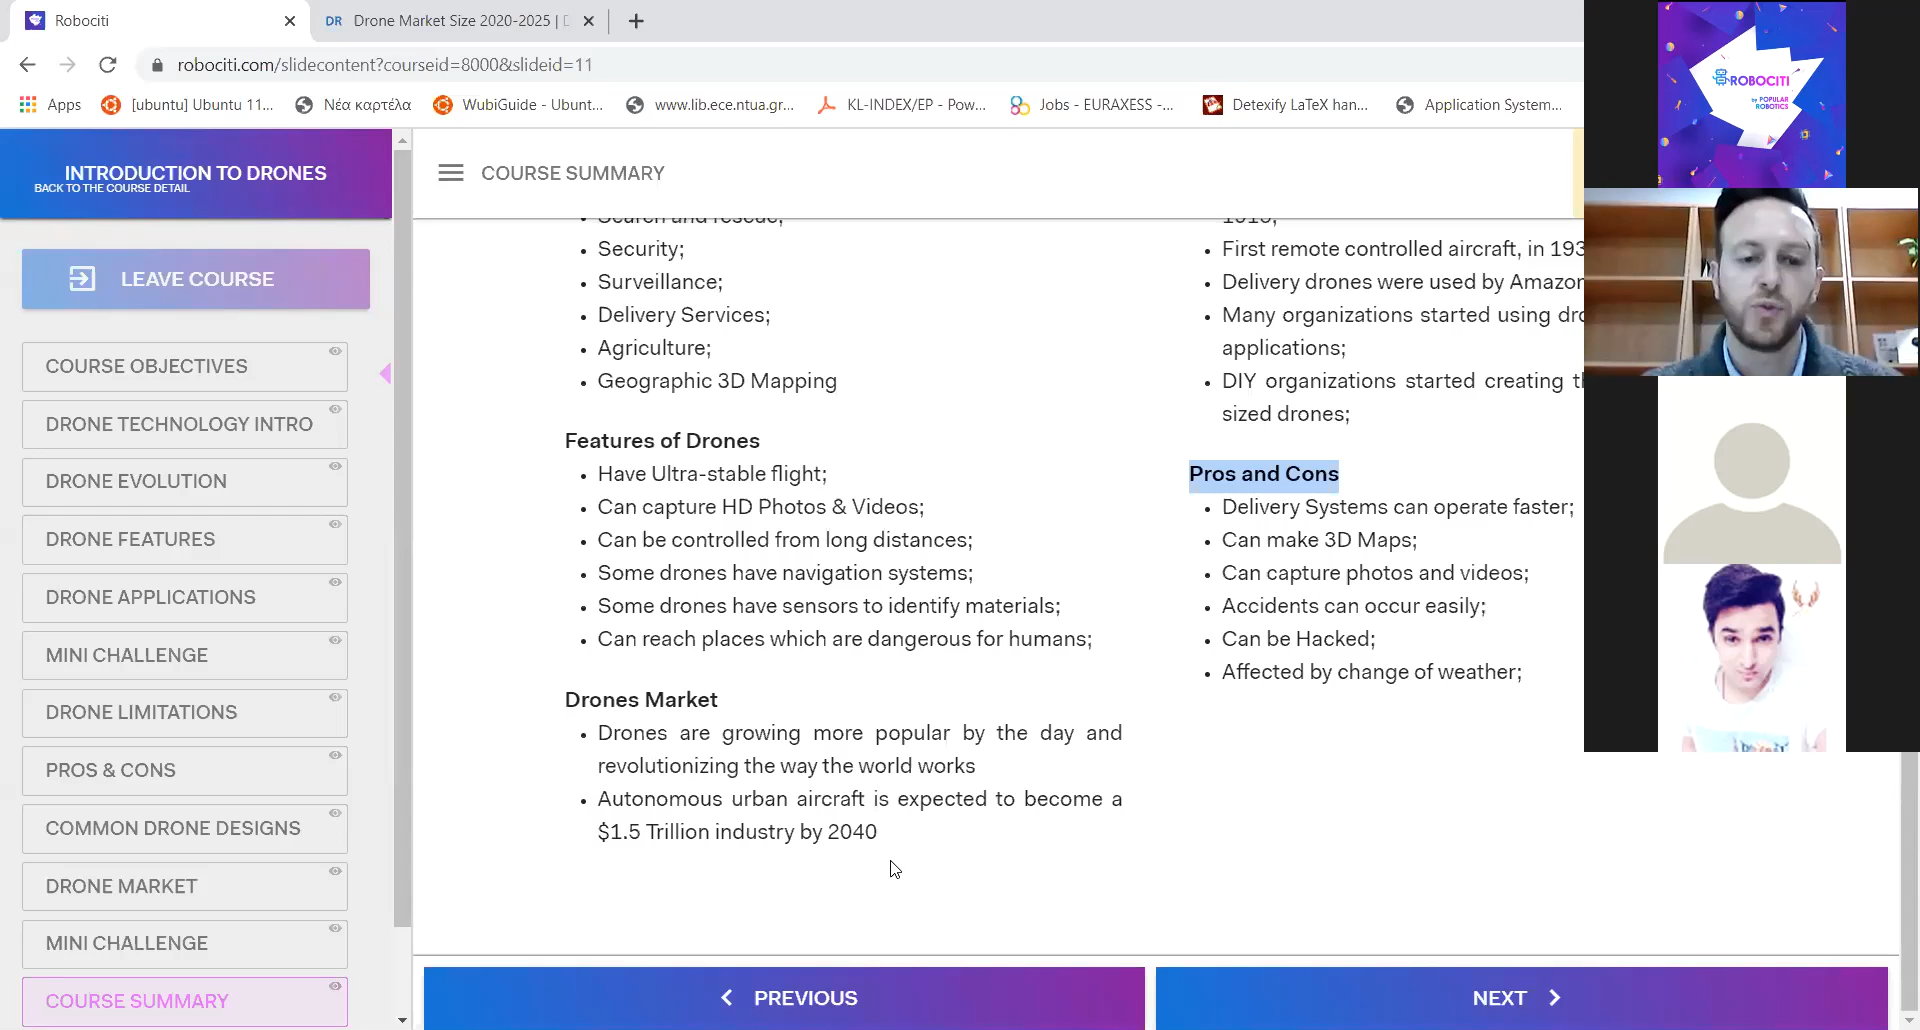 Robociti
DR Drone Market Size 2020-2025 |
robociti.com/slidecontent?courseid=8000&slideid=11
Apps
[ubuntu] Ubuntu 11...
Νέα καρτέλα
WubiGuide - Ubunt...
www.lib.ece.ntua.gr...
KL-INDEX/EP - Pow...
Jobs - EURAXESS -...
Detexify LaTeX han...
Application System...
ROBOCITI
by POPULAR
ROBOTICS
INTRODUCTION TO DRONES
BACK TO THE COURSE DETAIL
LEAVE COURSE
COURSE OBJECTIVES
DRONE TECHNOLOGY INTRO
DRONE EVOLUTION
DRONE FEATURES
DRONE APPLICATIONS
MINI CHALLENGE
DRONE LIMITATIONS
PROS & CONS
COMMON DRONE DESIGNS
DRONE MARKET
MINI CHALLENGE
COURSE SUMMARY
COURSE SUMMARY
Search and rescue;
• Security;
• Surveillance;
• Delivery Services;
• Agriculture;
• Geographic 3D Mapping
Features of Drones
• Have Ultra-stable flight;
• Can capture HD Photos & Videos;
• Can be controlled from long distances;
• Some drones have navigation systems;
• Some drones have sensors to identify materials;
• Can reach places which are dangerous for humans;
Drones Market
• Drones are growing more popular by the day and
revolutionizing the way the world works
• Autonomous urban aircraft is expected to become a
$1.5 Trillion industry by 2040
• First remote controlled aircraft, in 193
• Delivery drones were used by Amazon
• Many organizations started using
applications;
• DIY organizations started creating
sized drones;
Pros and Cons
• Delivery Systems can operate faster;
• Can make 3D Maps;
• Can capture photos and videos;
• Accidents can occur easily;
• Can be Hacked;
• Affected by change of weather;
PREVIOUS
NEXT